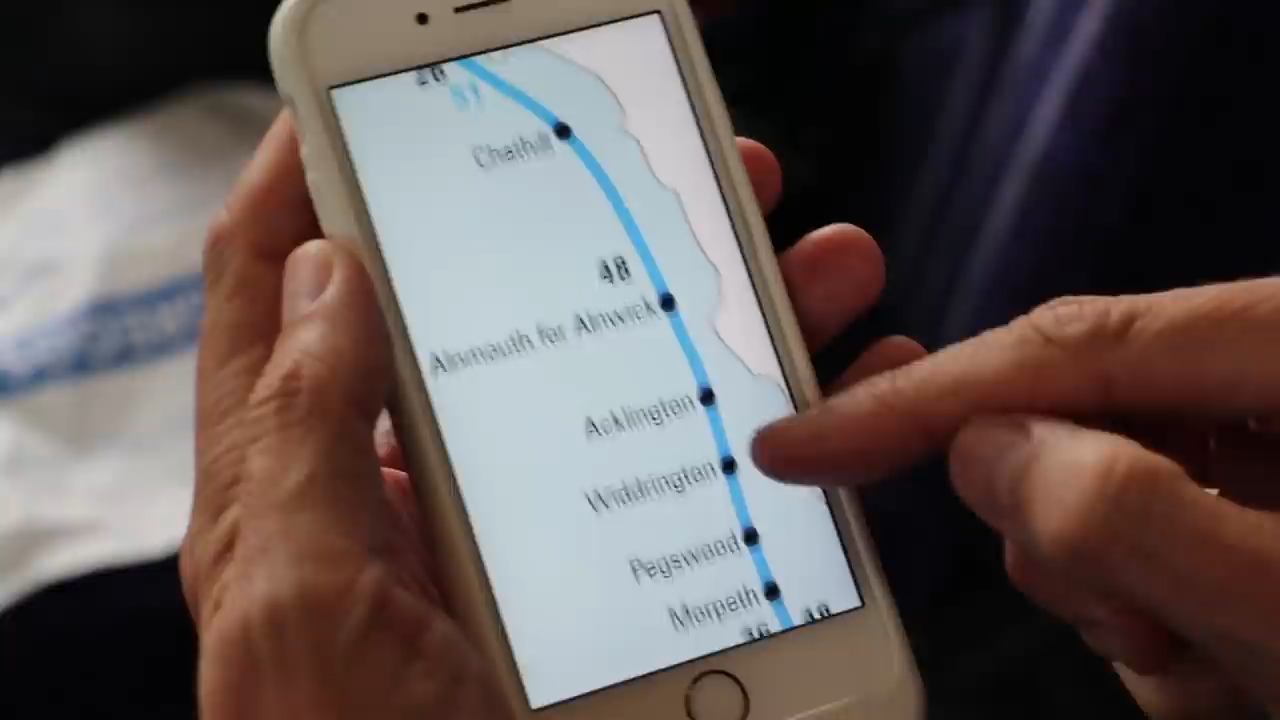 Chathill
48
Alnmouth for Alnwick
Acklington
Widdrington
Pegswood
Morpeth